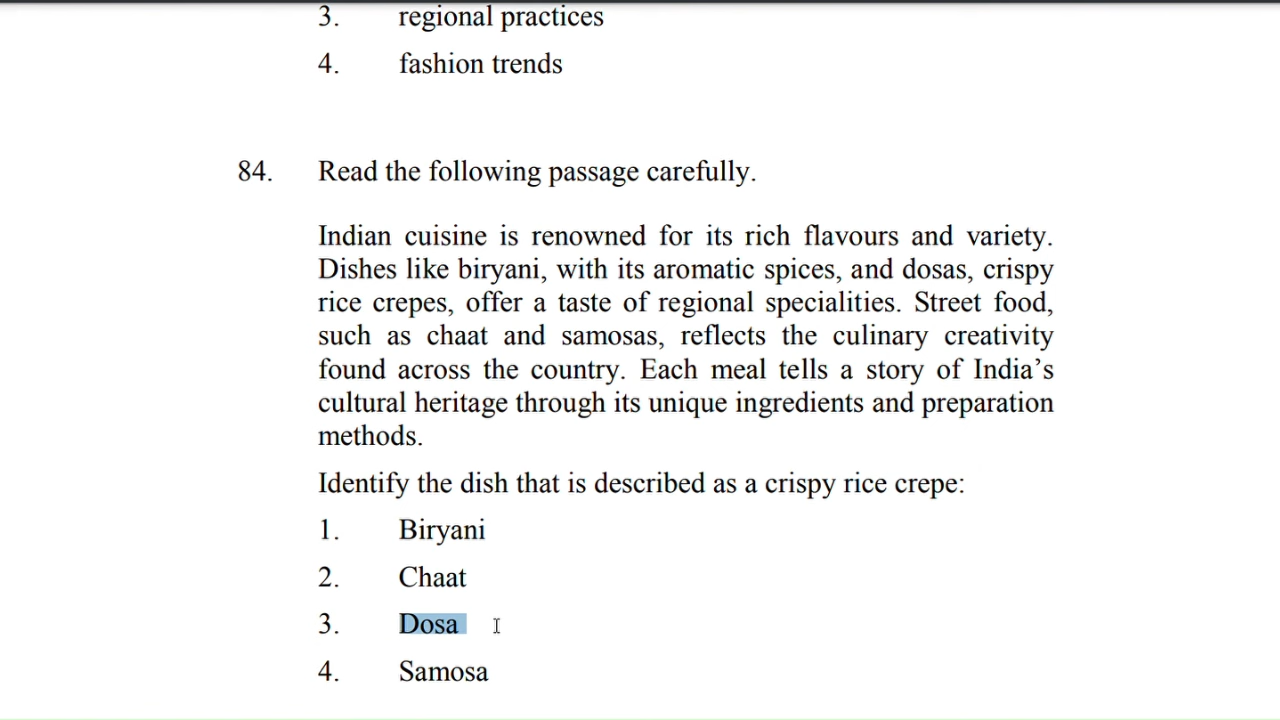 3. regional practices
4. fashion trends
84. Read the following passage carefully.
Indian cuisine is renowned for its rich flavours and variety.
Dishes like biryani, with its aromatic spices, and dosas, crispy
rice crepes, offer a taste of regional specialities. Street food,
such as chaat and samosas, reflects the culinary creativity
found across the country. Each meal tells a story of India’s
cultural heritage through its unique ingredients and preparation
methods.
Identify the dish that is described as a crispy rice crepe:
1. Biryani
2. Chaat
3. Dosa
4. Samosa